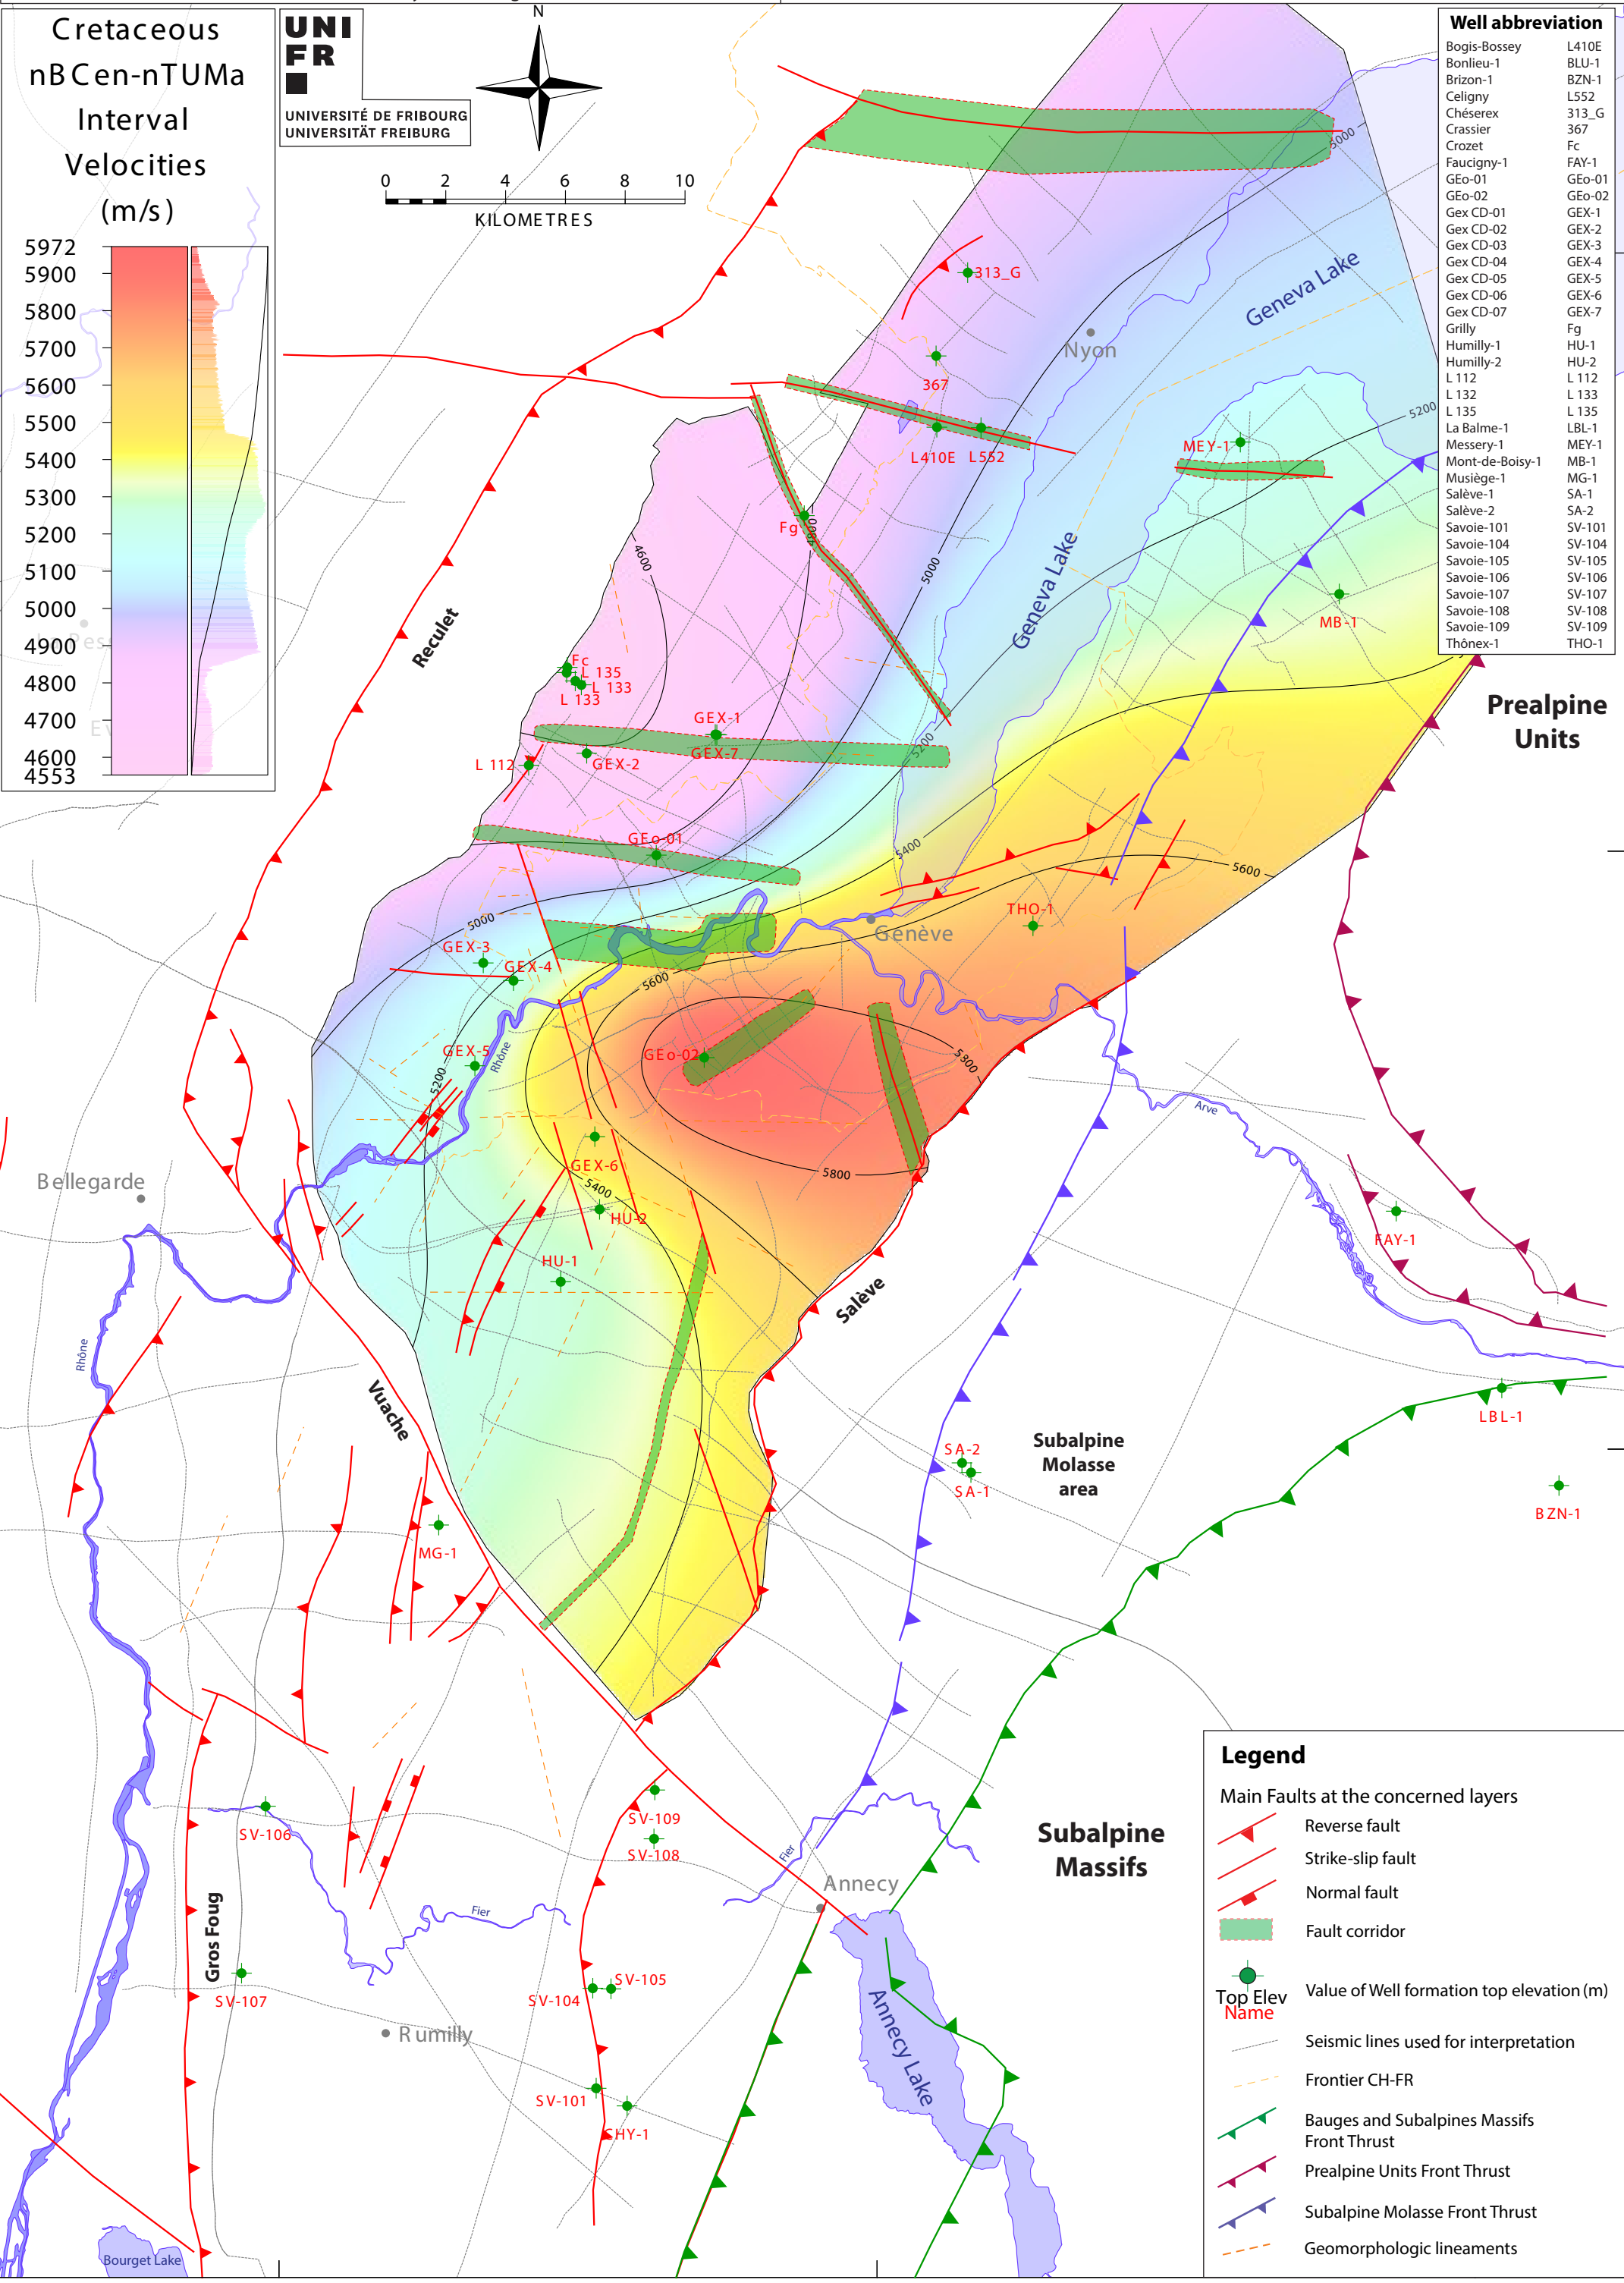 Cretaceous
nBCen-nTUMa
Interval
Velocities
(m/s)
5972
5900
5800
5700
5600
5500
5400
5300
5200
5100
5000
4900
4800
4700
4600
4553
UNI
FR
UNIVERSITÉ DE FRIBOURG
UNIVERSITÄT FREIBURG
N
0 2 4 6 8 10
KILOMETRES
Well abbreviation
Bogis-Bossey L410E
Bonlieu-1 BLU-1
Brizon-1 BZN-1
Celigny L552
Chéserex 313_G
Crassier 367
Crozet Fc
Faucigny-1 FAY-1
GEo-01 GEo-01
GEo-02 GEo-02
Gex CD-01 GEX-1
Gex CD-02 GEX-2
Gex CD-03 GEX-3
Gex CD-04 GEX-4
Gex CD-05 GEX-5
Gex CD-06 GEX-6
Gex CD-07 GEX-7
Grilly Fg
Humilly-1 HU-1
Humilly-2 HU-2
L 112 L 112
L 132 L 133
L 135 L 135
La Balme-1 LBL-1
Messery-1 MEY-1
Mont-de-Boisy-1 MB-1
Musiège-1 MG-1
Salève-1 SA-1
Salève-2 SA-2
Savoie-101 SV-101
Savoie-104 SV-104
Savoie-105 SV-105
Savoie-106 SV-106
Savoie-107 SV-107
Savoie-108 SV-108
Savoie-109 SV-109
Thônex-1 THO-1
5000
313_G
Geneva Lake
Nyon
367
5200
L410E L552
MEY-1
Fg
4800
4600
5000
Geneva Lake
MB-1
Reculet
Fc
L 135
L 133
L 133
GEX-1
GEX-7
5200
L 112
GEX-2
Prealpine
Units
GEo-01
5400
5600
5000
THO-1
Genève
GEX-3
GEX-4
5600
GEX-5
Rhône
GEo-02
5800
5200
Arve
GEX-6
5800
Bellegarde
5400
HU-2
FAY-1
HU-1
Salève
Rhône
Vuache
LBL-1
SA-2
SA-1
Subalpine
Molasse
area
BZN-1
MG-1
SV-109
SV-106
SV-108
Fier
Subalpine
Massifs
Annecy
Fier
Gros Foug
SV-107
SV-105
SV-104
Rumilly
Annecy Lake
SV-101
CHY-1
Bourget Lake
Legend
Main Faults at the concerned layers
Reverse fault
Strike-slip fault
Normal fault
Fault corridor
Top Elev
Name
Value of Well formation top elevation (m)
Seismic lines used for interpretation
Frontier CH-FR
Bauges and Subalpines Massifs
Front Thrust
Prealpine Units Front Thrust
Subalpine Molasse Front Thrust
Geomorphologic lineaments